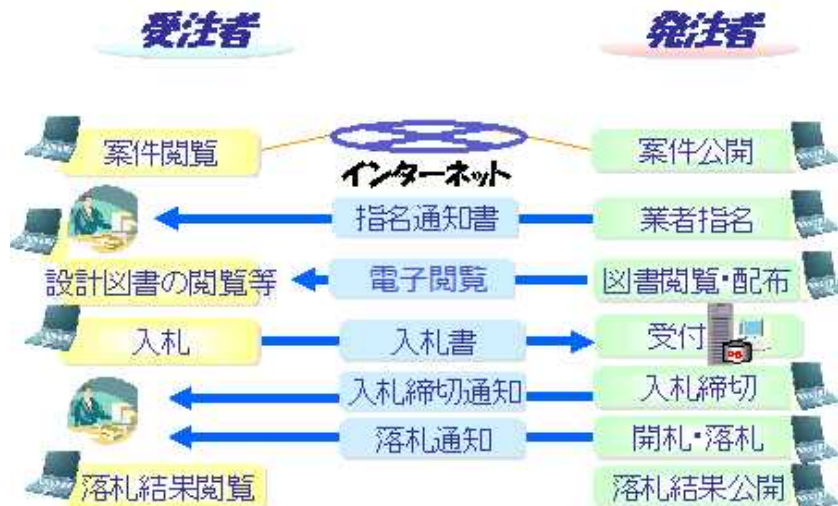 受注者 発注者
案件閲覧 案件公開
インターネット
指名通知書 業者指名
設計図書の閲覧等 電子閲覧 図書閲覧・配布
入札 入札書 受付
入札締切通知 入札締切
落札通知 開札・落札
落札結果閲覧 落札結果公開